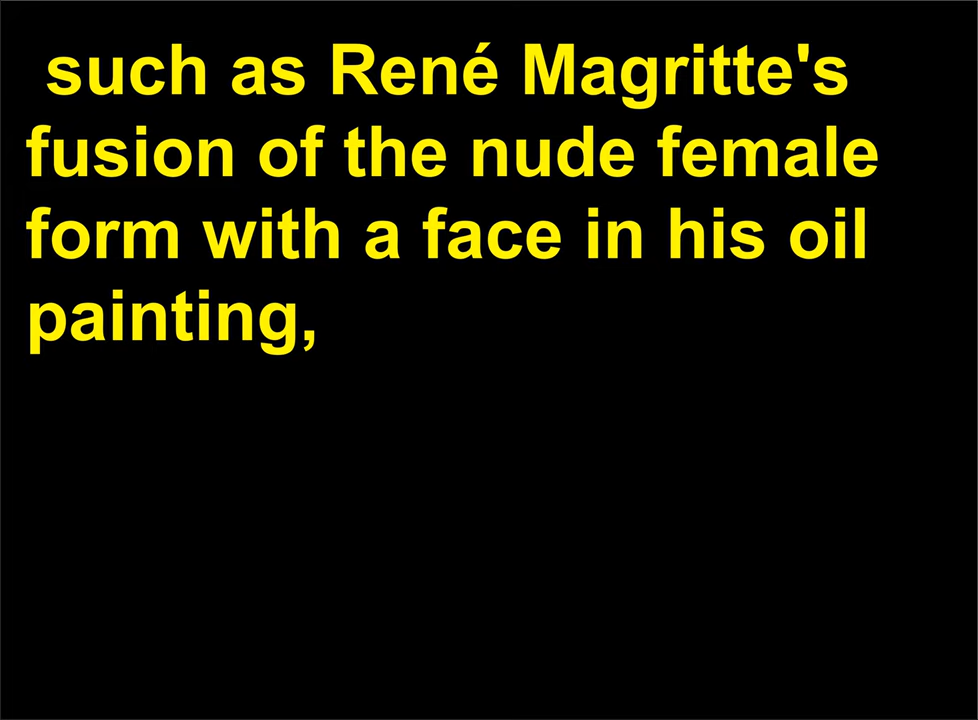 such as René Magritte's
fusion of the nude female
form with a face in his oil
painting,